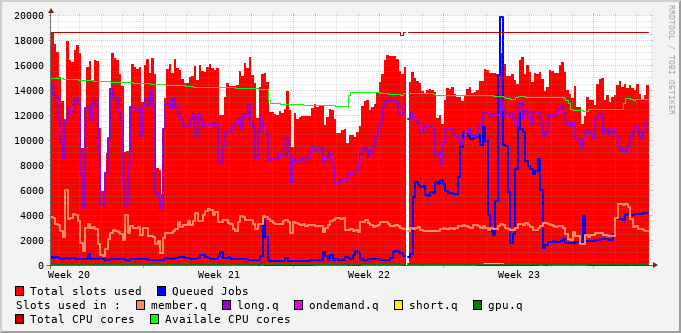 20000
18000
16000
14000
12000
10000
8000
6000
4000
2000
0
Week 20 Week 21 Week 22 Week 23
RRDTOOL / TOBI OETIKER
Total slots used Queued Jobs
Slots used in : member.q long.q ondemand.q short.q gpu.q
Total CPU cores Availale CPU cores